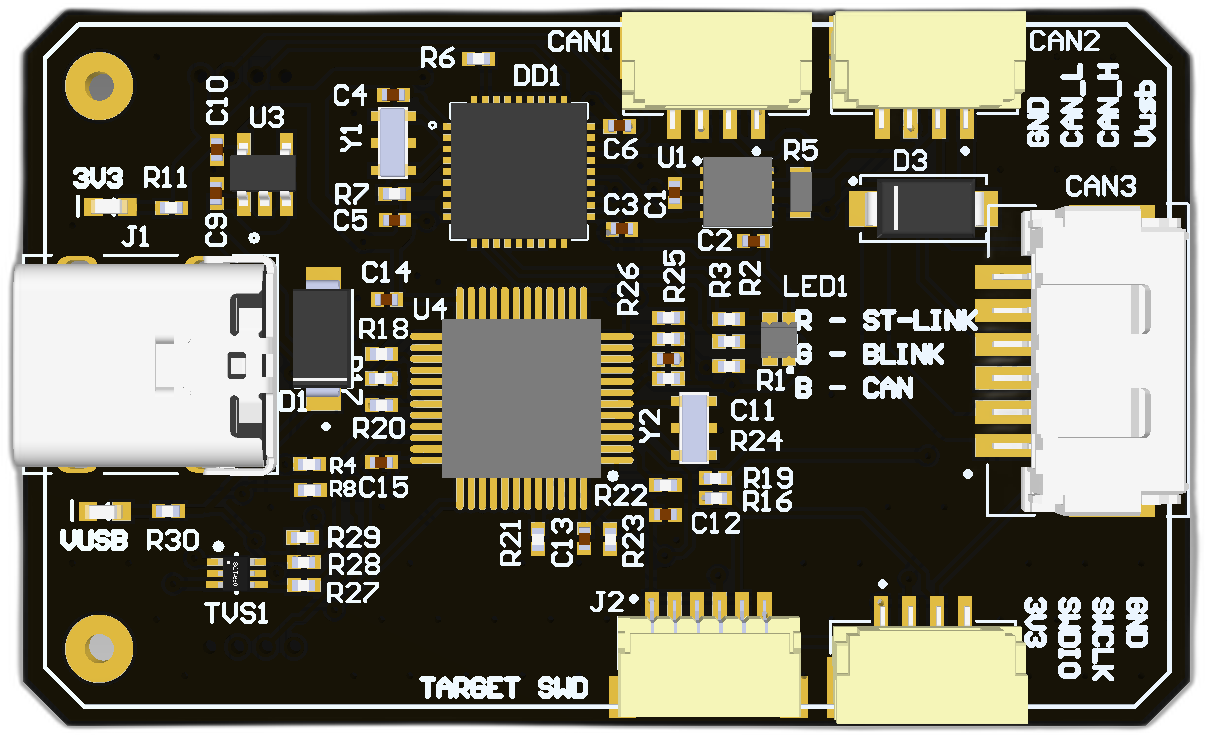 CAN1
CAN2
R6
DD1
GND
CAN_L
CAN_H
Vusb
C4
C10
U3
Y1
C6
U1
R5
D3
3V3
R11
R7
C1
CAN3
C5
C3
C9
J1
C2
C14
R26
R25
R3
R2
LED1
U4
R - ST-LINK
R18
G - BLINK
R1
B - CAN
D1
Y2
C11
R20
R24
R4
R19
R8
C15
R22
R16
VUSB
R30
R29
R21
C13
R23
C12
R28
TVS1
R27
J2
3V3
SWDIO
SWCLK
GND
TARGET SWD